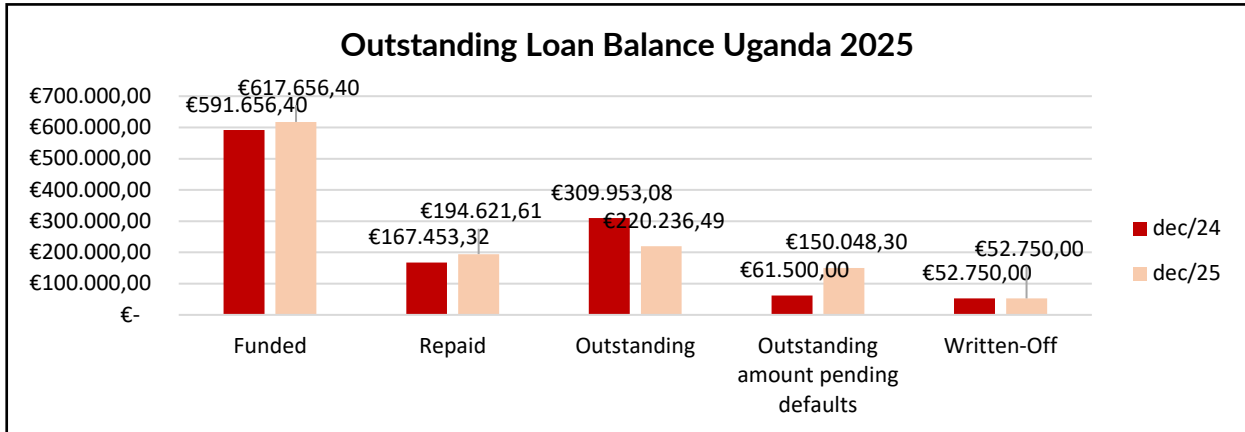 Outstanding Loan Balance Uganda 2025
€700.000,00
€600.000,00
€500.000,00
€400.000,00
€300.000,00
€200.000,00
€100.000,00
€-
€591.656,40
€617.656,40
€167.453,32
€194.621,61
€309.953,08
€220.236,49
€61.500,00
€150.048,30
€52.750,00
€52.750,00
Funded
Repaid
Outstanding
Outstanding
amount pending
defaults
Written-Off
dec/24
dec/25